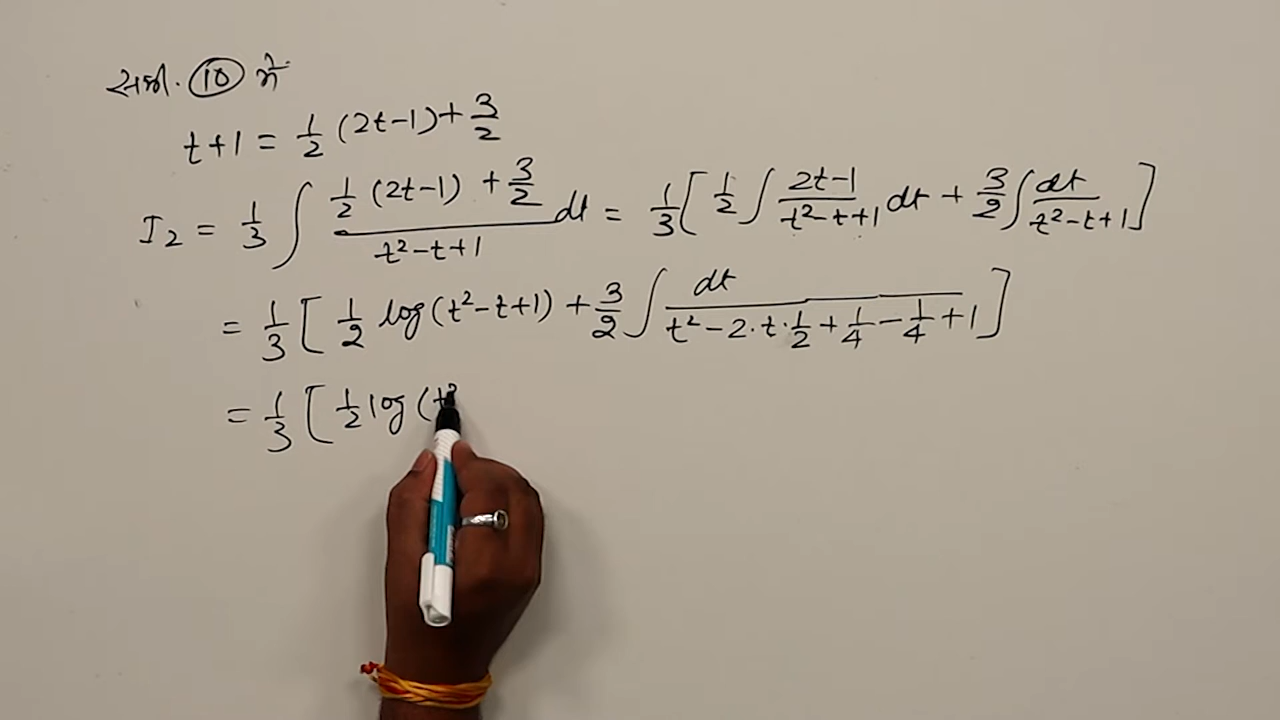 समी. ⑩ में
t+1 = 1/2 (2t-1) + 3/2
I₂ = 1/3 ∫ (1/2 (2t-1) + 3/2)/(t²-t+1) dt = 1/3 [ 1/2 ∫ (2t-1)/(t²-t+1) dt + 3/2 ∫ dt/(t²-t+1) ]
= 1/3 [ 1/2 log(t²-t+1) + 3/2 ∫ dt/(t²-2·t·1/2+1/4-1/4+1) ]
= 1/3 [ 1/2 log (t²